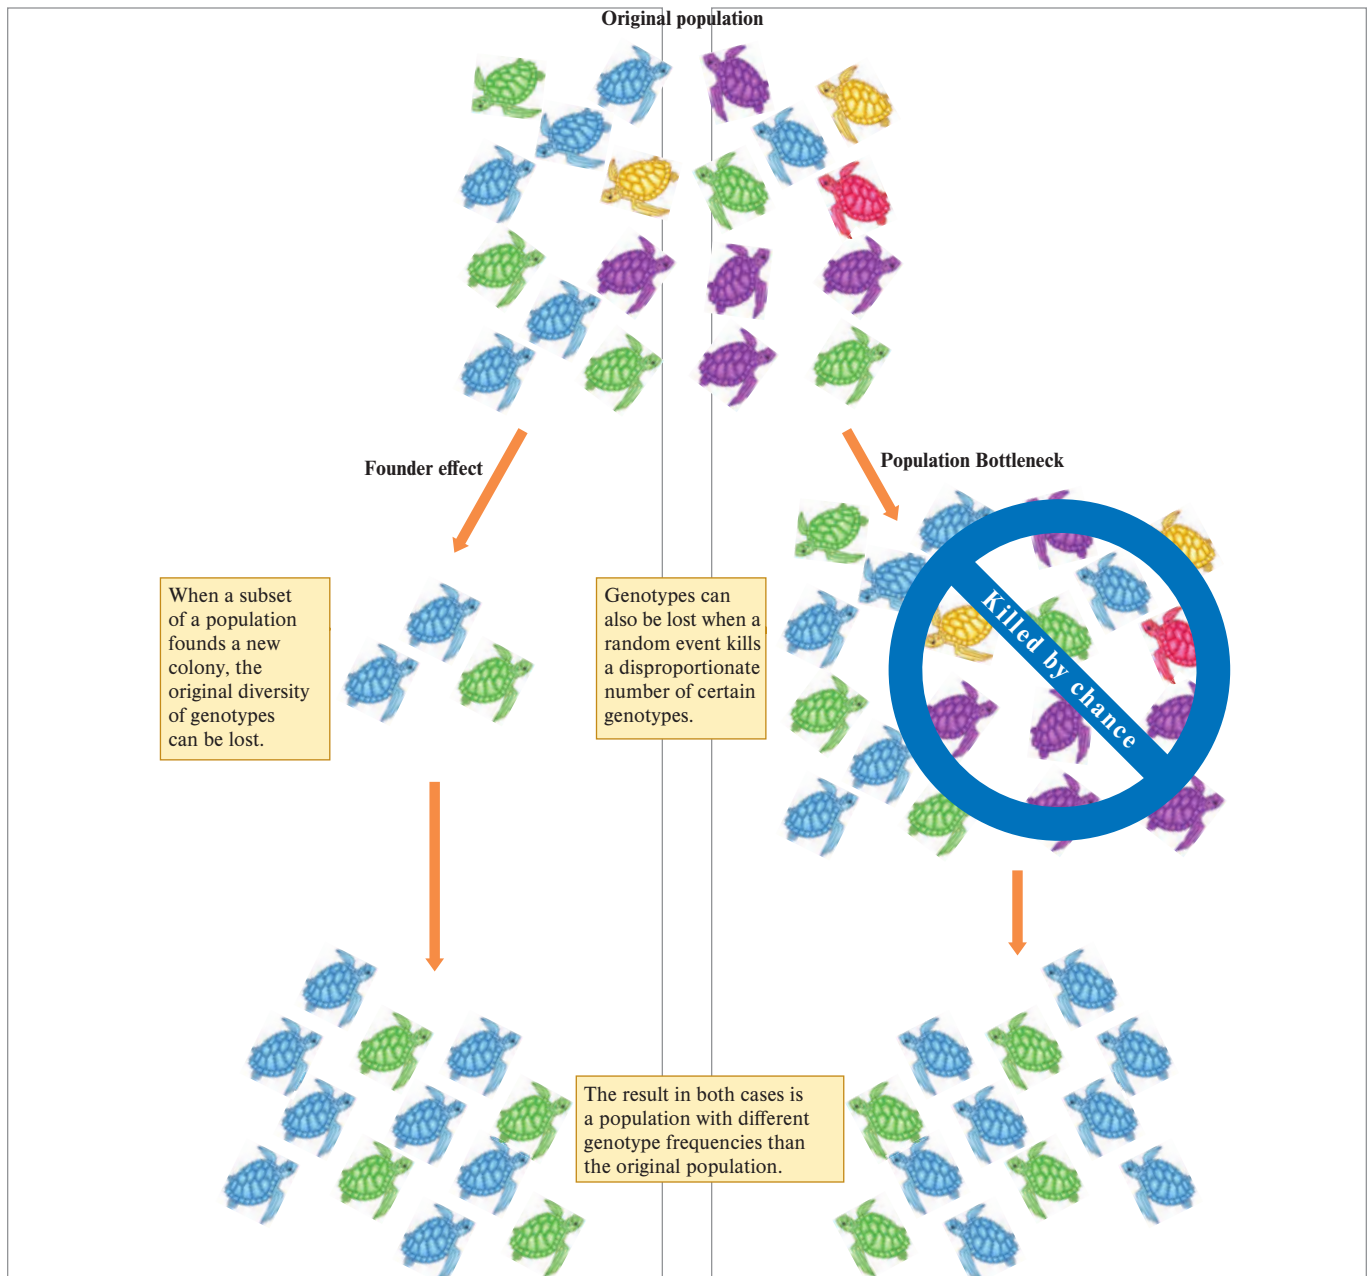 Original population
Founder effect
Population Bottleneck
When a subset
of a population
founds a new
colony, the
original diversity
of genotypes
can be lost.
Genotypes can
also be lost when a
random event kills
a disproportionate
number of certain
genotypes.
Killed by chance
The result in both cases is
a population with different
genotype frequencies than
the original population.